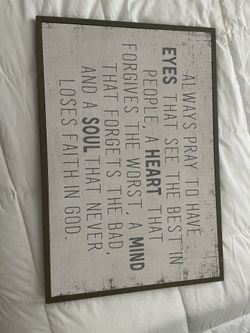 ALWAYS PRAY TO HAVE
EYES THAT SEE THE BEST IN
PEOPLE, A HEART THAT
FORGIVES THE WORST, A MIND
THAT FORGETS THE BAD,
AND A SOUL THAT NEVER
LOSES FAITH IN GOD.